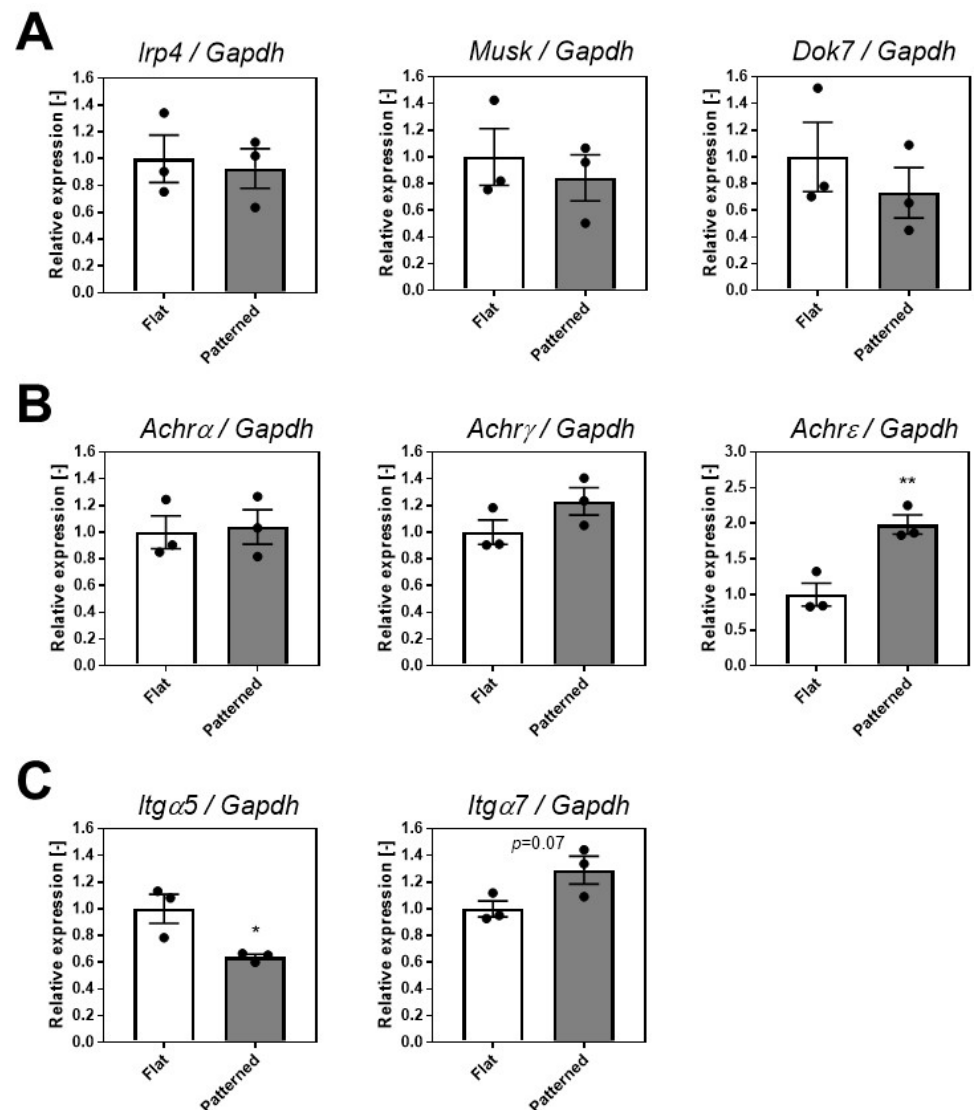 A
lrp4 / Gapdh
Relative expression [-]
1.6
1.4
1.2
1.0
0.8
0.6
0.4
0.2
0.0
Flat
Patterned
Musk / Gapdh
Relative expression [-]
1.6
1.4
1.2
1.0
0.8
0.6
0.4
0.2
0.0
Flat
Patterned
Dok7 / Gapdh
Relative expression [-]
1.6
1.4
1.2
1.0
0.8
0.6
0.4
0.2
0.0
Flat
Patterned
B
Achrα / Gapdh
Relative expression [-]
1.6
1.4
1.2
1.0
0.8
0.6
0.4
0.2
0.0
Flat
Patterned
Achrγ / Gapdh
Relative expression [-]
1.6
1.4
1.2
1.0
0.8
0.6
0.4
0.2
0.0
Flat
Patterned
Achrε / Gapdh
Relative expression [-]
3.0
2.5
2.0
1.5
1.0
0.5
0.0
**
Flat
Patterned
C
Itgα5 / Gapdh
Relative expression [-]
1.6
1.4
1.2
1.0
0.8
0.6
0.4
0.2
0.0
*
Flat
Patterned
Itgα7 / Gapdh
Relative expression [-]
1.6
1.4
1.2
1.0
0.8
0.6
0.4
0.2
0.0
p=0.07
Flat
Patterned